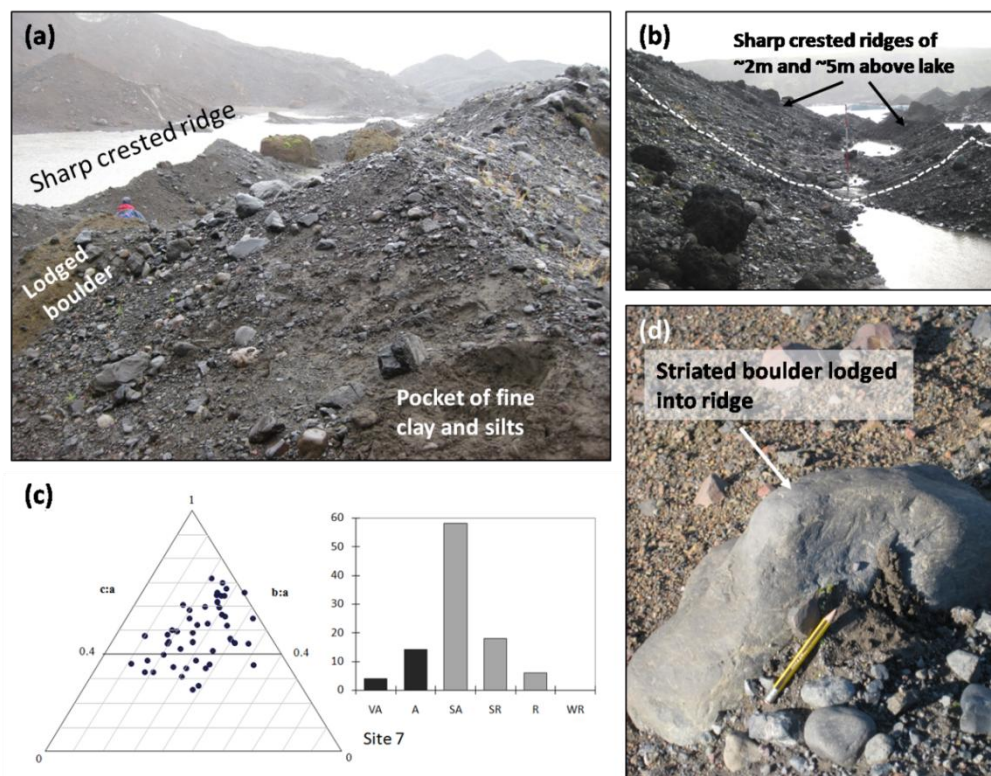 (a)
Sharp crested ridge
Lodged
boulder
Pocket of fine
clay and silts
(b)
Sharp crested ridges of
~2m and ~5m above lake
(c)
1
c:a
b:a
0.4
0.4
0
0
60
50
40
30
20
10
0
VA
A
SA
SR
R
WR
Site 7
(d)
Striated boulder lodged
into ridge